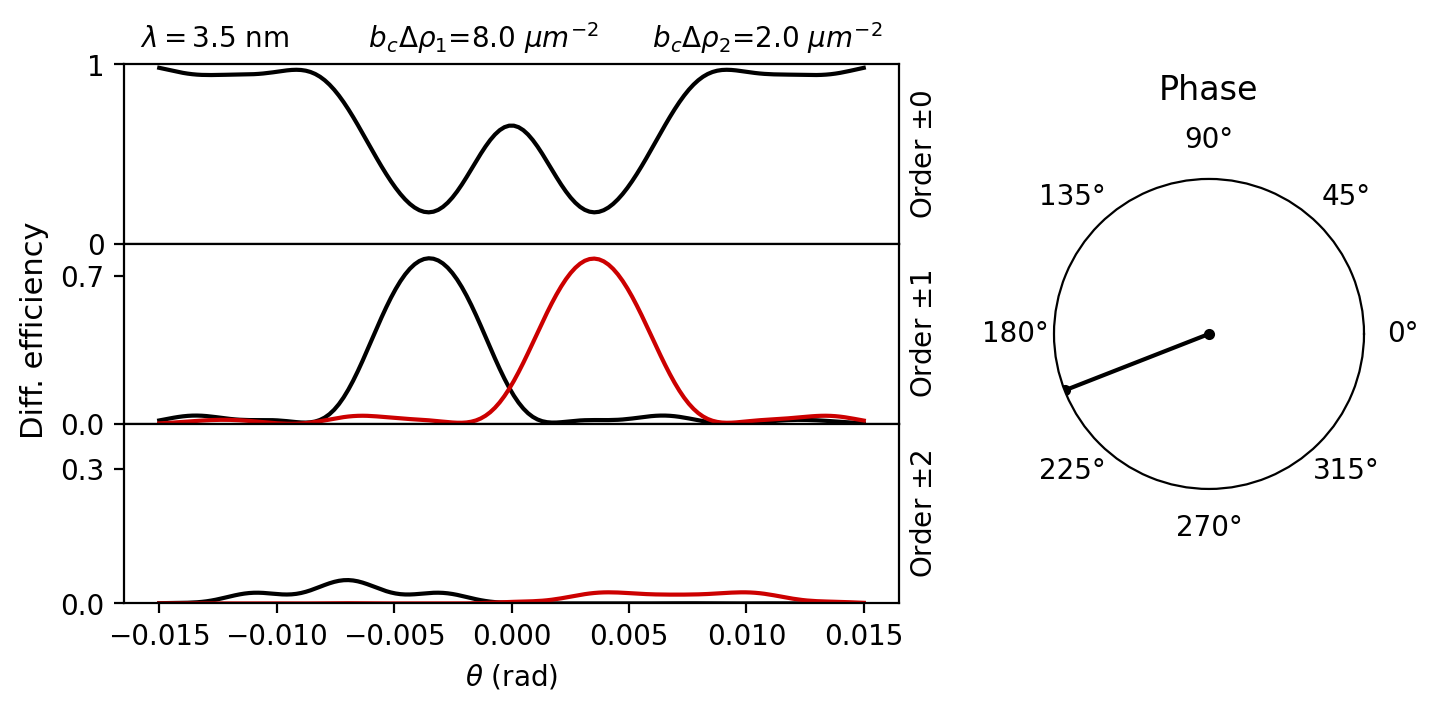 λ = 3.5 nm b_cΔρ₁=8.0 μm⁻² b_cΔρ₂=2.0 μm⁻²
1
0
0.7
0.0
0.3
0.0
Diff. efficiency
Order ±0
Order ±1
Order ±2
−0.015 −0.010 −0.005 0.000 0.005 0.010 0.015
θ (rad)
Phase
90°
135° 45°
180° 0°
225° 315°
270°